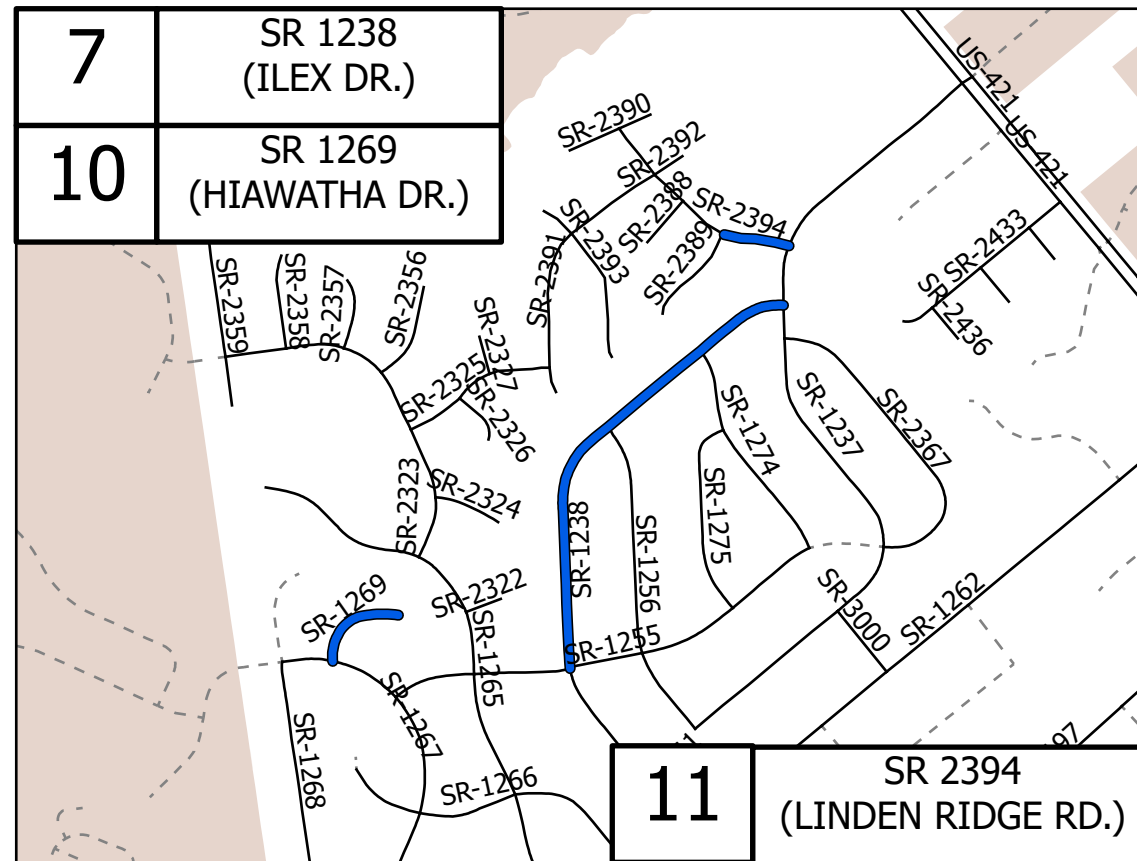 7
SR 1238
(ILEX DR.)
10
SR 1269
(HIAWATHA DR.)
US-421
US-421
SR-2390
SR-2392
SR-2388
SR-2394
SR-2389
SR-2393
SR-2391
SR-2433
SR-2436
SR-2359
SR-2358
SR-2357
SR-2356
SR-2327
SR-2325
SR-2326
SR-2323
SR-2324
SR-1274
SR-1237
SR-2367
SR-1275
SR-1238
SR-1256
SR-1269
SR-2322
SR-1265
SR-1255
SR-3000
SR-1262
SR-1267
SR-1268
SR-1266
11
SR 2394
(LINDEN RIDGE RD.)